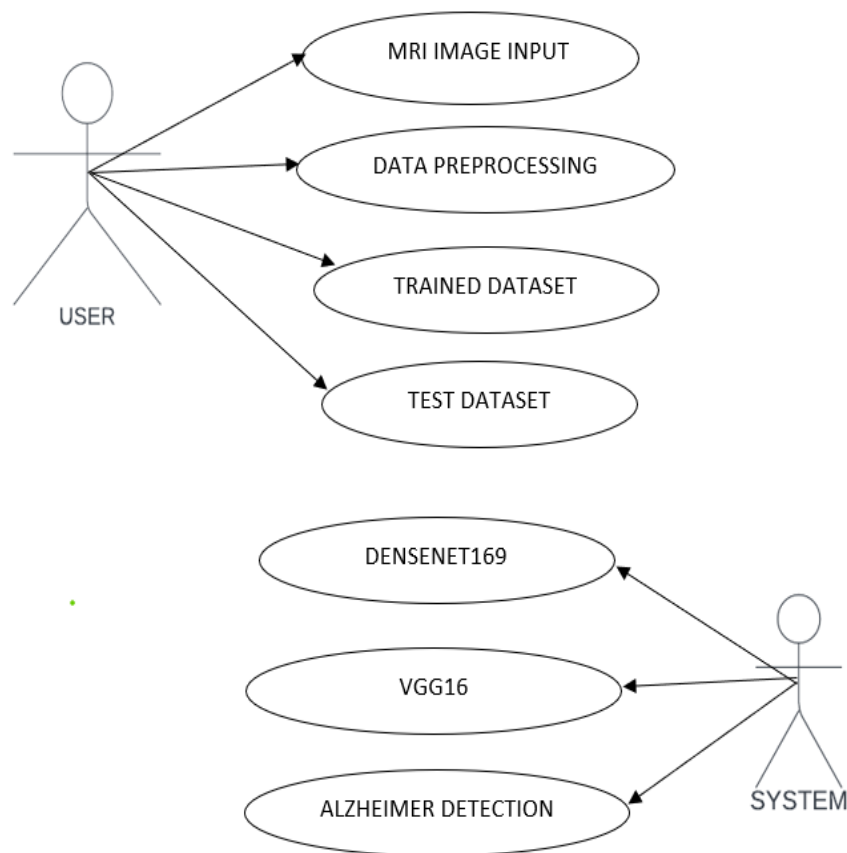 MRI IMAGE INPUT
DATA PREPROCESSING
TRAINED DATASET
USER
TEST DATASET
DENSENET169
VGG16
ALZHEIMER DETECTION
SYSTEM